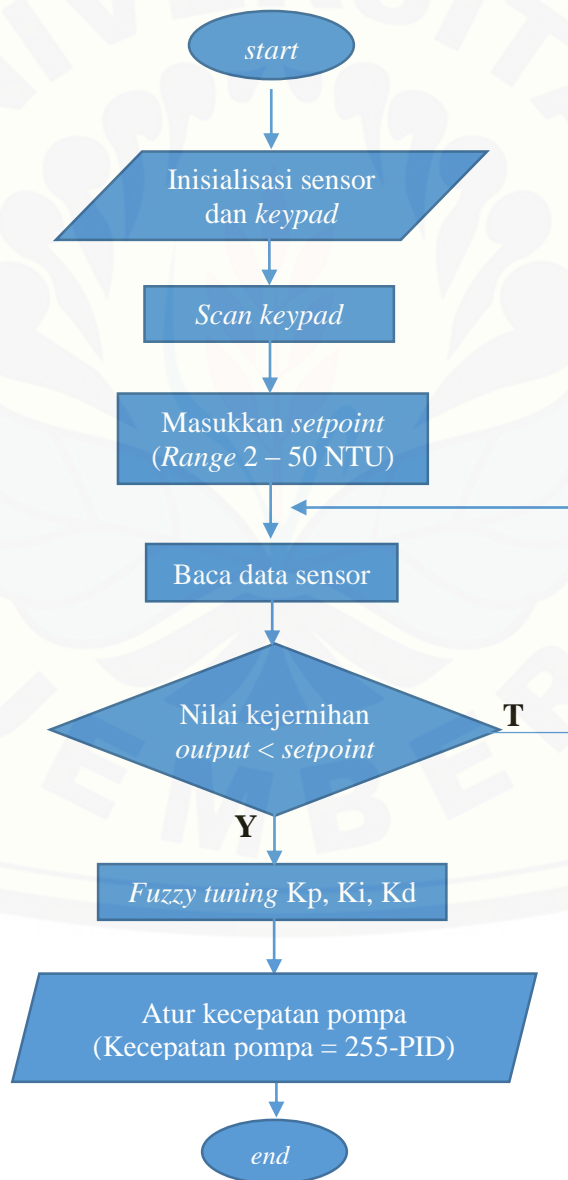 start
Inisialisasi sensor
dan keypad
Scan keypad
Masukkan setpoint
(Range 2 – 50 NTU)
Baca data sensor
Nilai kejernihan
output < setpoint
T
Y
Fuzzy tuning Kp, Ki, Kd
Atur kecepatan pompa
(Kecepatan pompa = 255-PID)
end